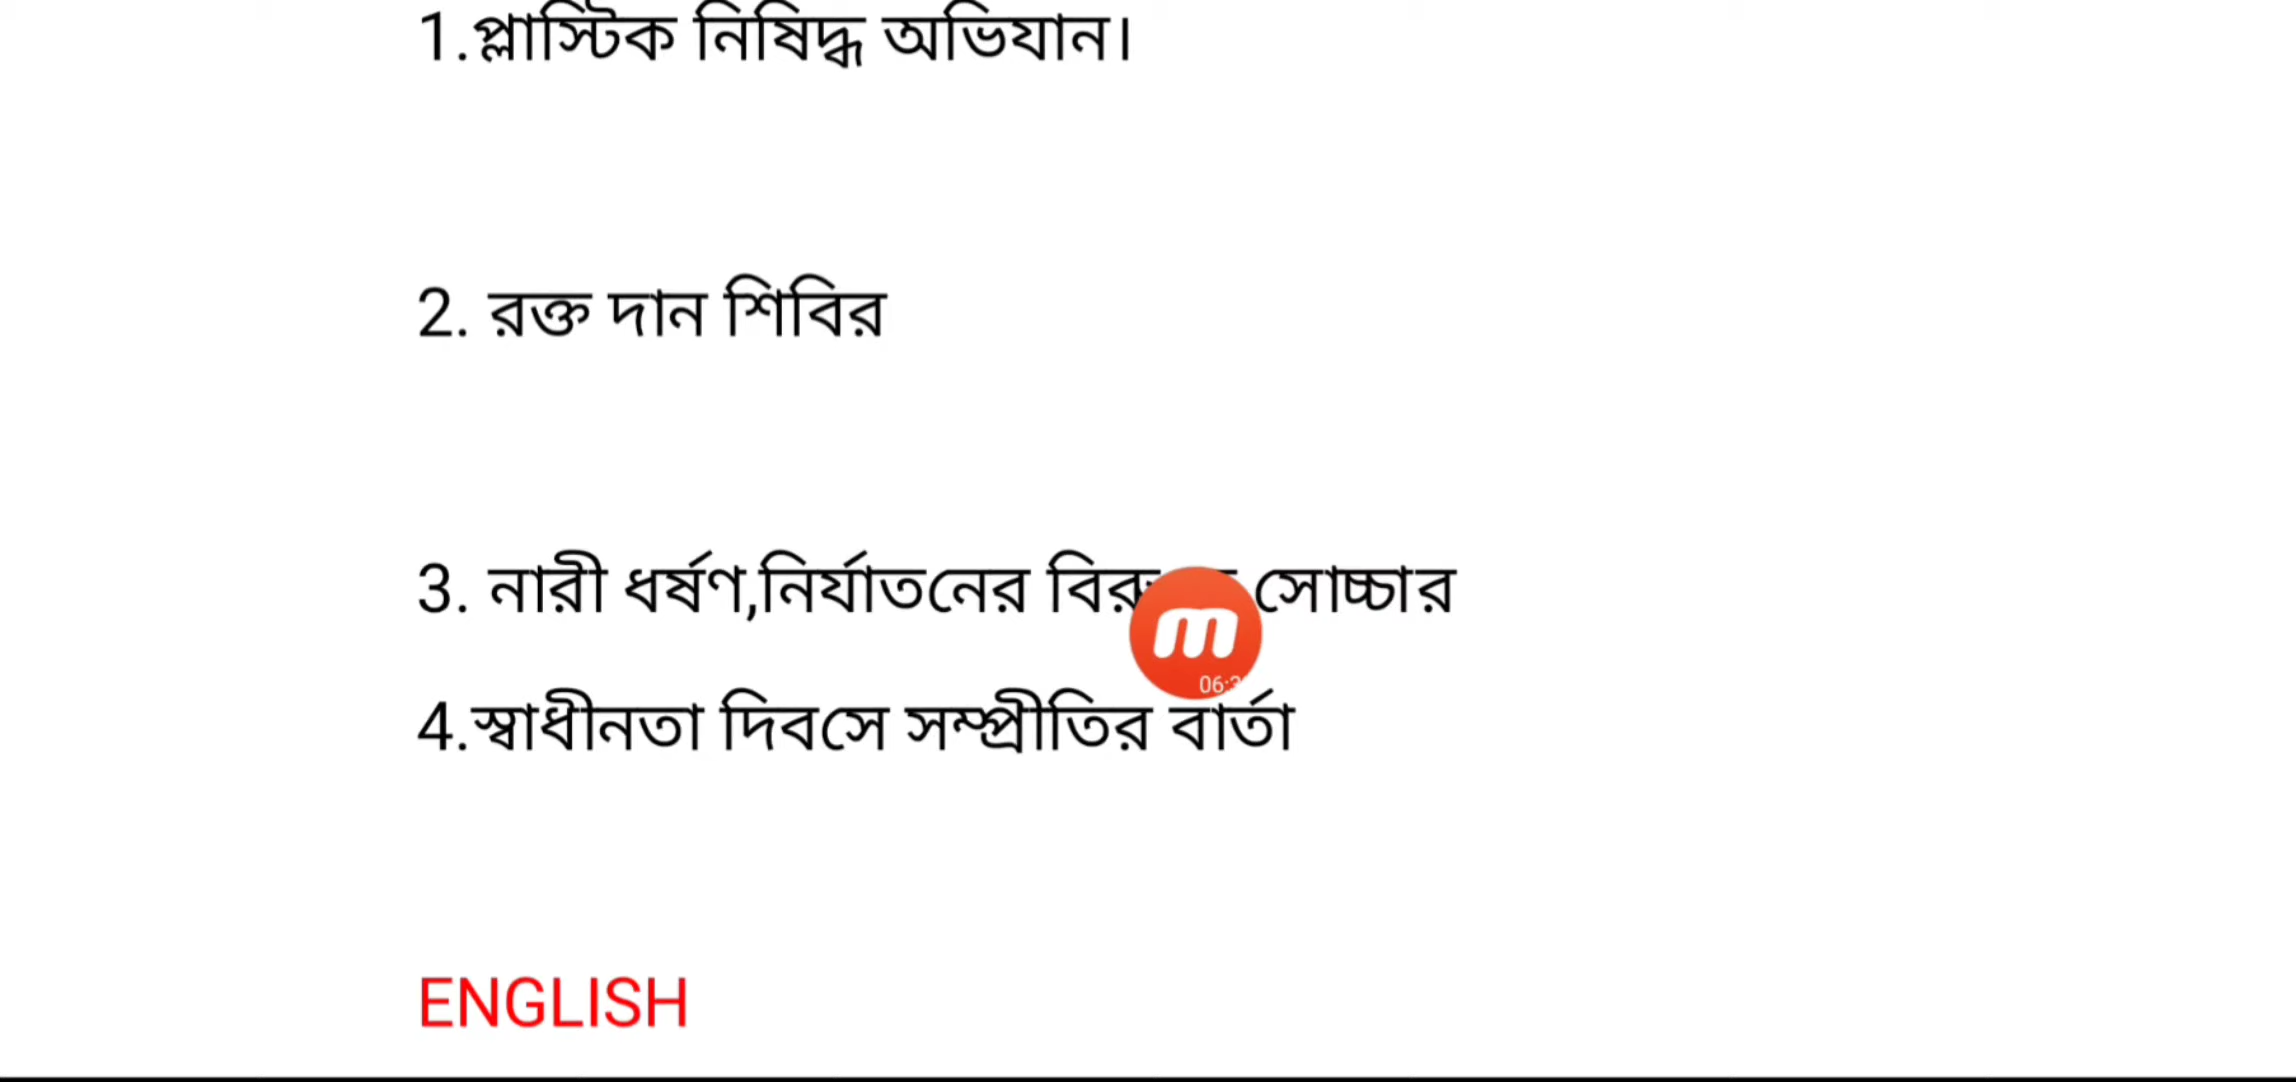 1.প্লাস্টিক নিষিদ্ধ অভিযান।
2. রক্ত দান শিবির
3. নারী ধর্ষণ,নির্যাতনের সোচ্চার
4.স্বাধীনতা দিবসে সম্প্রীতির বার্তা
ENGLISH